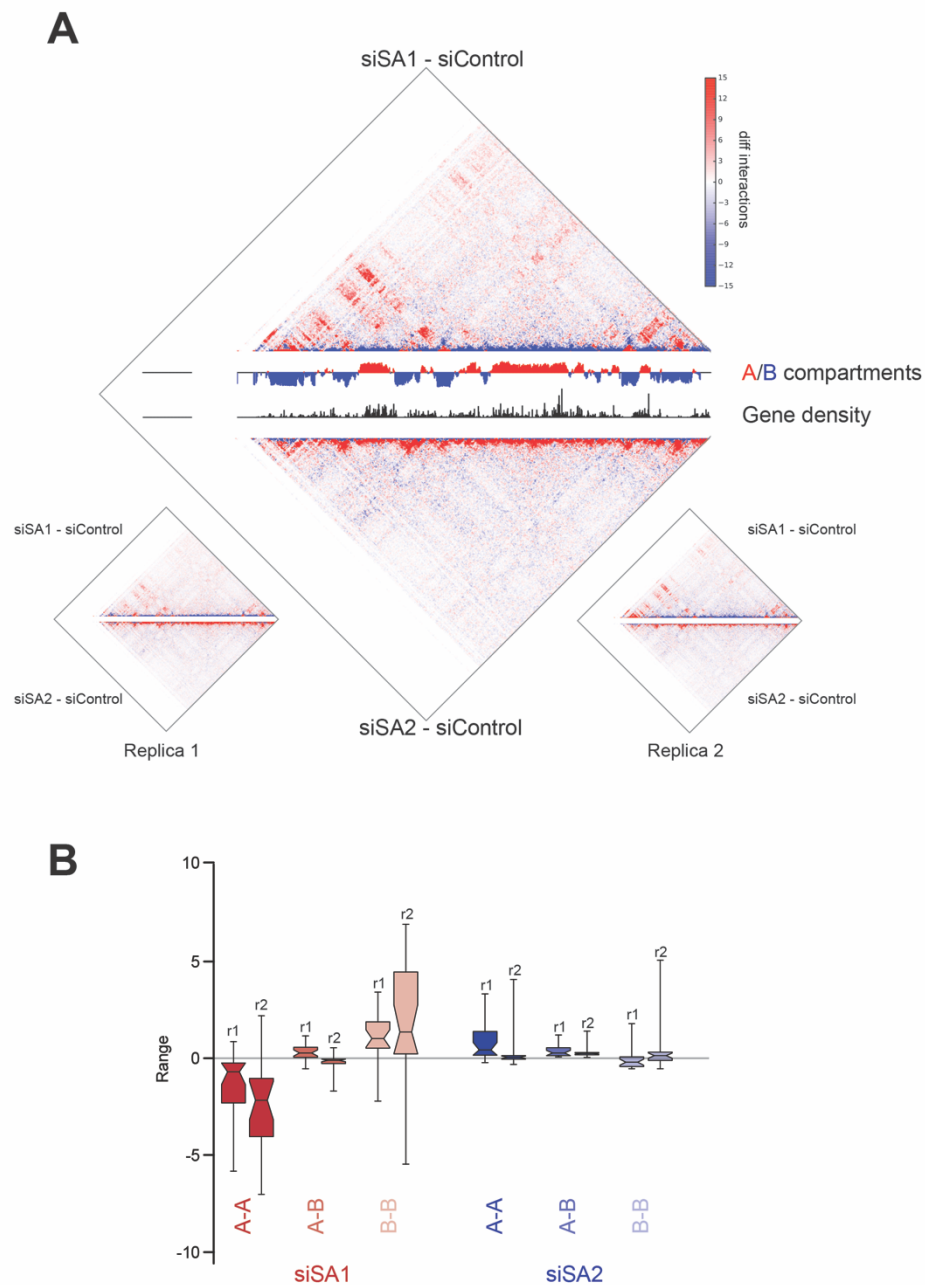 A
siSA1 - siControl
15
12
9
6
3
0
−3
−6
−9
−12
−15
diff interactions
A/B compartments
Gene density
siSA1 - siControl
siSA1 - siControl
siSA2 - siControl
siSA2 - siControl
siSA2 - siControl
Replica 1
Replica 2
B
10
5
0
-5
-10
Range
r1
r2
r1
r2
r1
r2
r1
r2
r1
r2
r1
r2
A-A
A-B
B-B
A-A
A-B
B-B
siSA1
siSA2